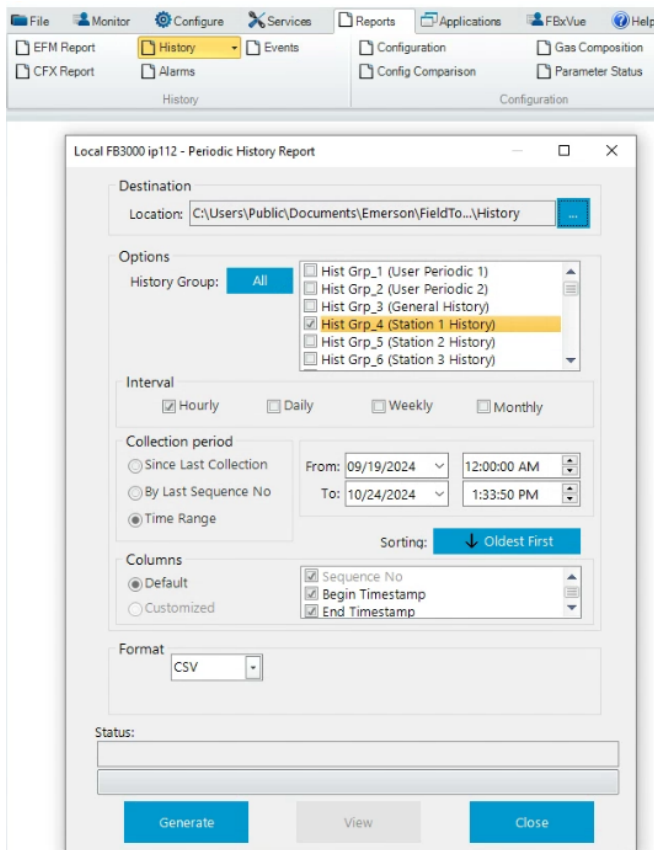 File Monitor Configure Services Reports Applications FBxVue Help
EFM Report History Events Configuration Gas Composition
CFX Report Alarms Config Comparison Parameter Status
History Configuration
Local FB3000 ip112 - Periodic History Report
Destination
Location: C:\Users\Public\Documents\Emerson\FieldTo...\History ...
Options
History Group: All
Hist Grp_1 (User Periodic 1)
Hist Grp_2 (User Periodic 2)
Hist Grp_3 (General History)
Hist Grp_4 (Station 1 History)
Hist Grp_5 (Station 2 History)
Hist Grp_6 (Station 3 History)
Interval
Hourly Daily Weekly Monthly
Collection period
Since Last Collection From: 09/19/2024 12:00:00 AM
By Last Sequence No To: 10/24/2024 1:33:50 PM
Time Range
Sorting: Oldest First
Columns
Default
Customized
Sequence No
Begin Timestamp
End Timestamp
Format
CSV
Status:
Generate View Close